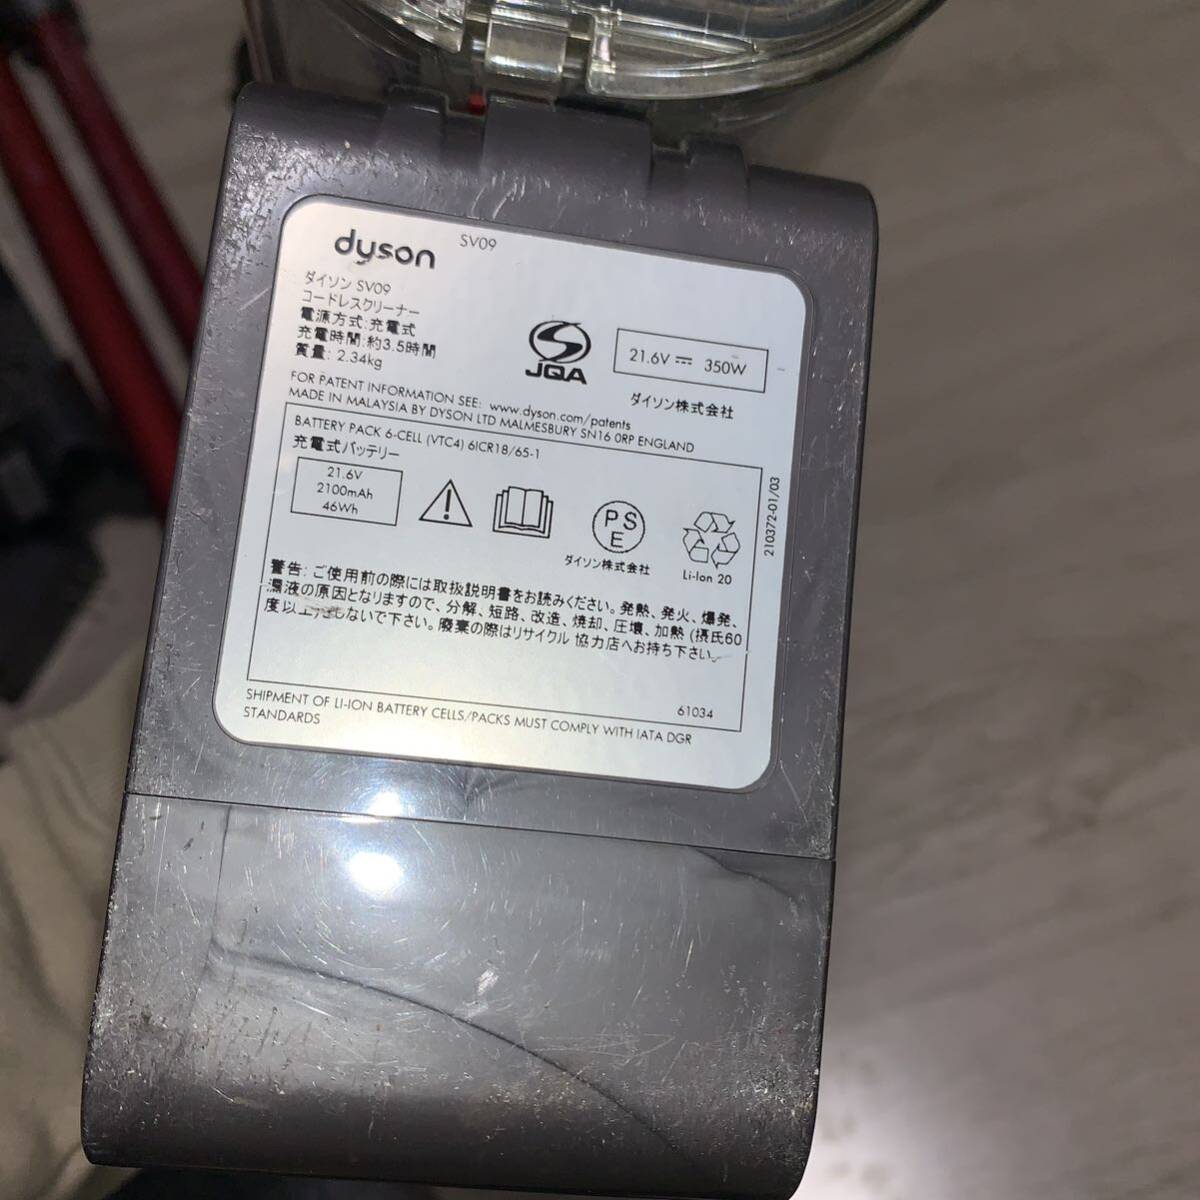 dyson SV09
ダイソン SV09
コードレスクリーナー
電源方式:充電式
充電時間:約3.5時間
質量: 2.34kg
JQA
21.6V 350W
ダイソン株式会社
FOR PATENT INFORMATION SEE: www.dyson.com/patents
MADE IN MALAYSIA BY DYSON LTD MALMESBURY SN16 0RP ENGLAND
BATTERY PACK 6-CELL (VTC4) 6ICR18/65-1
充電式バッテリー
21.6V
2100mAh
46Wh
PS
E
ダイソン株式会社
Li-Ion 20
210372-01/03
警告: ご使用前の際には取扱説明書をお読みください。発熱、発火、爆発、
漏液の原因となりますので、分解、短路、改造、焼却、圧壊、加熱 (摂氏60
度以上)をしないで下さい。廃棄の際はリサイクル 協力店へお持ち下さい。
61034
SHIPMENT OF LI-ION BATTERY CELLS/PACKS MUST COMPLY WITH IATA DGR
STANDARDS